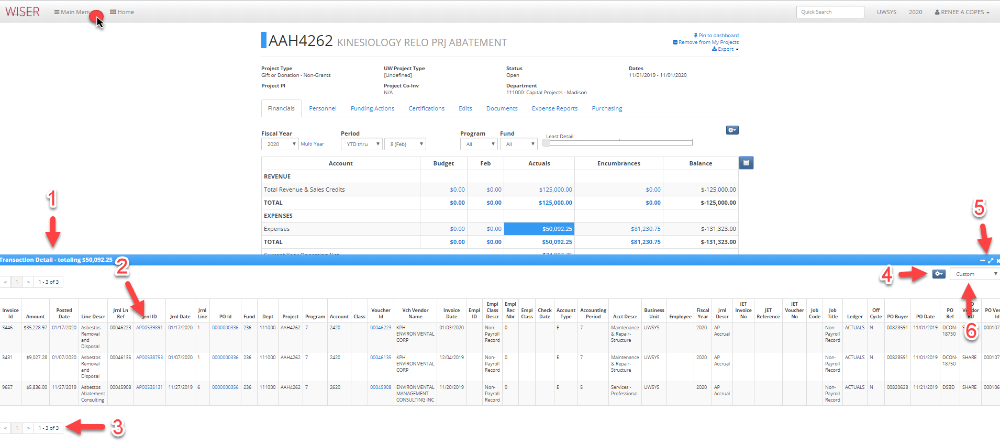 WISER Main Menu Home Quick Search UWSYS 2020 RENEE A COPES
AAH4262 KINESIOLOGY RELO PRJ ABATEMENT
Pin to dashboard
Remove from My Projects
Export
Project Type UW Project Type Status Dates
Gift or Donation - Non-Grants [Undefined] Open 11/01/2019 - 11/01/2020
Project PI Project Co-Inv Department
N/A 111000: Capital Projects - Madison
Financials Personnel Funding Actions Certifications Edits Documents Expense Reports Purchasing
Fiscal Year Period Program Fund Least Detail
2020 Multi Year YTD thru 8 (Feb) All All
Account Budget Feb Actuals Encumbrances Balance
REVENUE
Total Revenue & Sales Credits $0.00 $0.00 $125,000.00 $0.00 $-125,000.00
TOTAL $0.00 $0.00 $125,000.00 $0.00 $-125,000.00
EXPENSES
Expenses $0.00 $0.00 $50,092.25 $81,230.75 $-131,323.00
TOTAL $0.00 $0.00 $50,092.25 $81,230.75 $-131,323.00
1
5
Transaction Detail - totaling $50,092.25
2
4
Custom
« 1 » 1 - 3 of 3
Invoice Id Amount Posted Date Line Descr Jrnl Ln Ref Jrnl ID Jrnl Date Jrnl Line PO Id Fund Dept Project Program Account Class Voucher Id Vch Vendor Name Invoice Date Empl ID Empl Class Descr Empl Rec Nbr Empl Class Check Date Account Type Accounting Period Acct Descr Business Unit Employee Fiscal Year Jrnl Descr JET Invoice No JET Reference JET Voucher No Job Code Job Title Ledger Off Cycle PO Buyer PO Date PO Ref
6
3446 $35,228.97 01/17/2020 Asbestos Removal and Disposal 00046223 AP00539891 01/17/2020 1 0000000336 236 111000 AAH4262 7 2420 00046223 KPH ENVIRONMENTAL CORP 01/03/2020 Non-Payroll Record 0 E 7 Maintenance & Repair-Structure UWSYS 2020 AP Accrual Non-Payroll Record ACTUALS N 00828591 11/01/2019 DCON-18750 000107
3431 $9,027.28 01/07/2020 Asbestos Removal and Disposal 00046135 AP00538753 01/07/2020 1 0000000336 236 111000 AAH4262 7 2420 00046135 KPH ENVIRONMENTAL CORP 12/04/2019 Non-Payroll Record 0 E 7 Maintenance & Repair-Structure UWSYS 2020 AP Accrual Non-Payroll Record ACTUALS N 00828591 11/01/2019 DCON-18750 SHARE 000107
9657 $5,836.00 11/27/2019 Asbestos Abatement Consulting 00045908 AP00535131 11/27/2019 6 0000000356 236 111000 AAH4262 7 2620 00045908 ENVIRONMENTAL MANAGEMENT CONSULTING INC 11/20/2019 Non-Payroll Record 0 E 5 Services - Professional UWSYS 2020 AP Accrual Non-Payroll Record ACTUALS N 00820628 11/21/2019 DSBD SHARE 000106
« 1 » 1 - 3 of 3
3